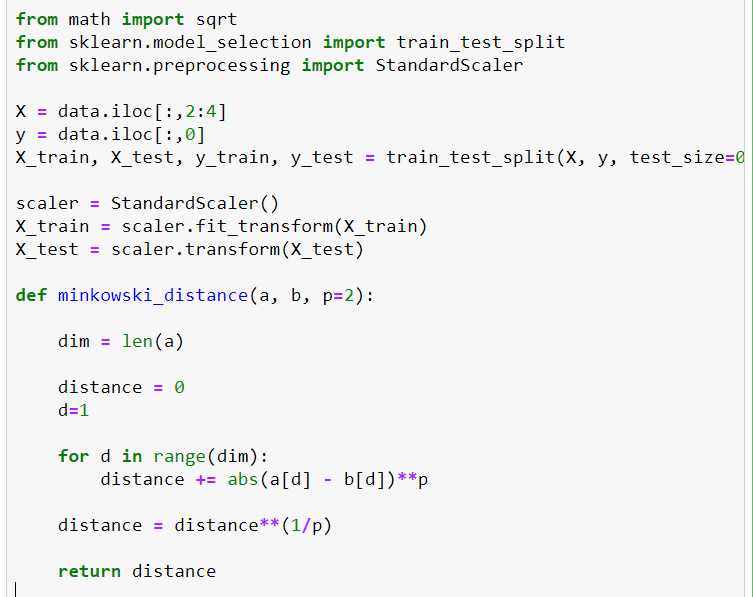 from math import sqrt
from sklearn.model_selection import train_test_split
from sklearn.preprocessing import StandardScaler
X = data.iloc[:,2:4]
y = data.iloc[:,0]
X_train, X_test, y_train, y_test = train_test_split(X, y, test_size=0
scaler = StandardScaler()
X_train = scaler.fit_transform(X_train)
X_test = scaler.transform(X_test)
def minkowski_distance(a, b, p=2):
    dim = len(a)
    distance = 0
    d=1
    for d in range(dim):
        distance += abs(a[d] - b[d])**p
    distance = distance**(1/p)
    return distance